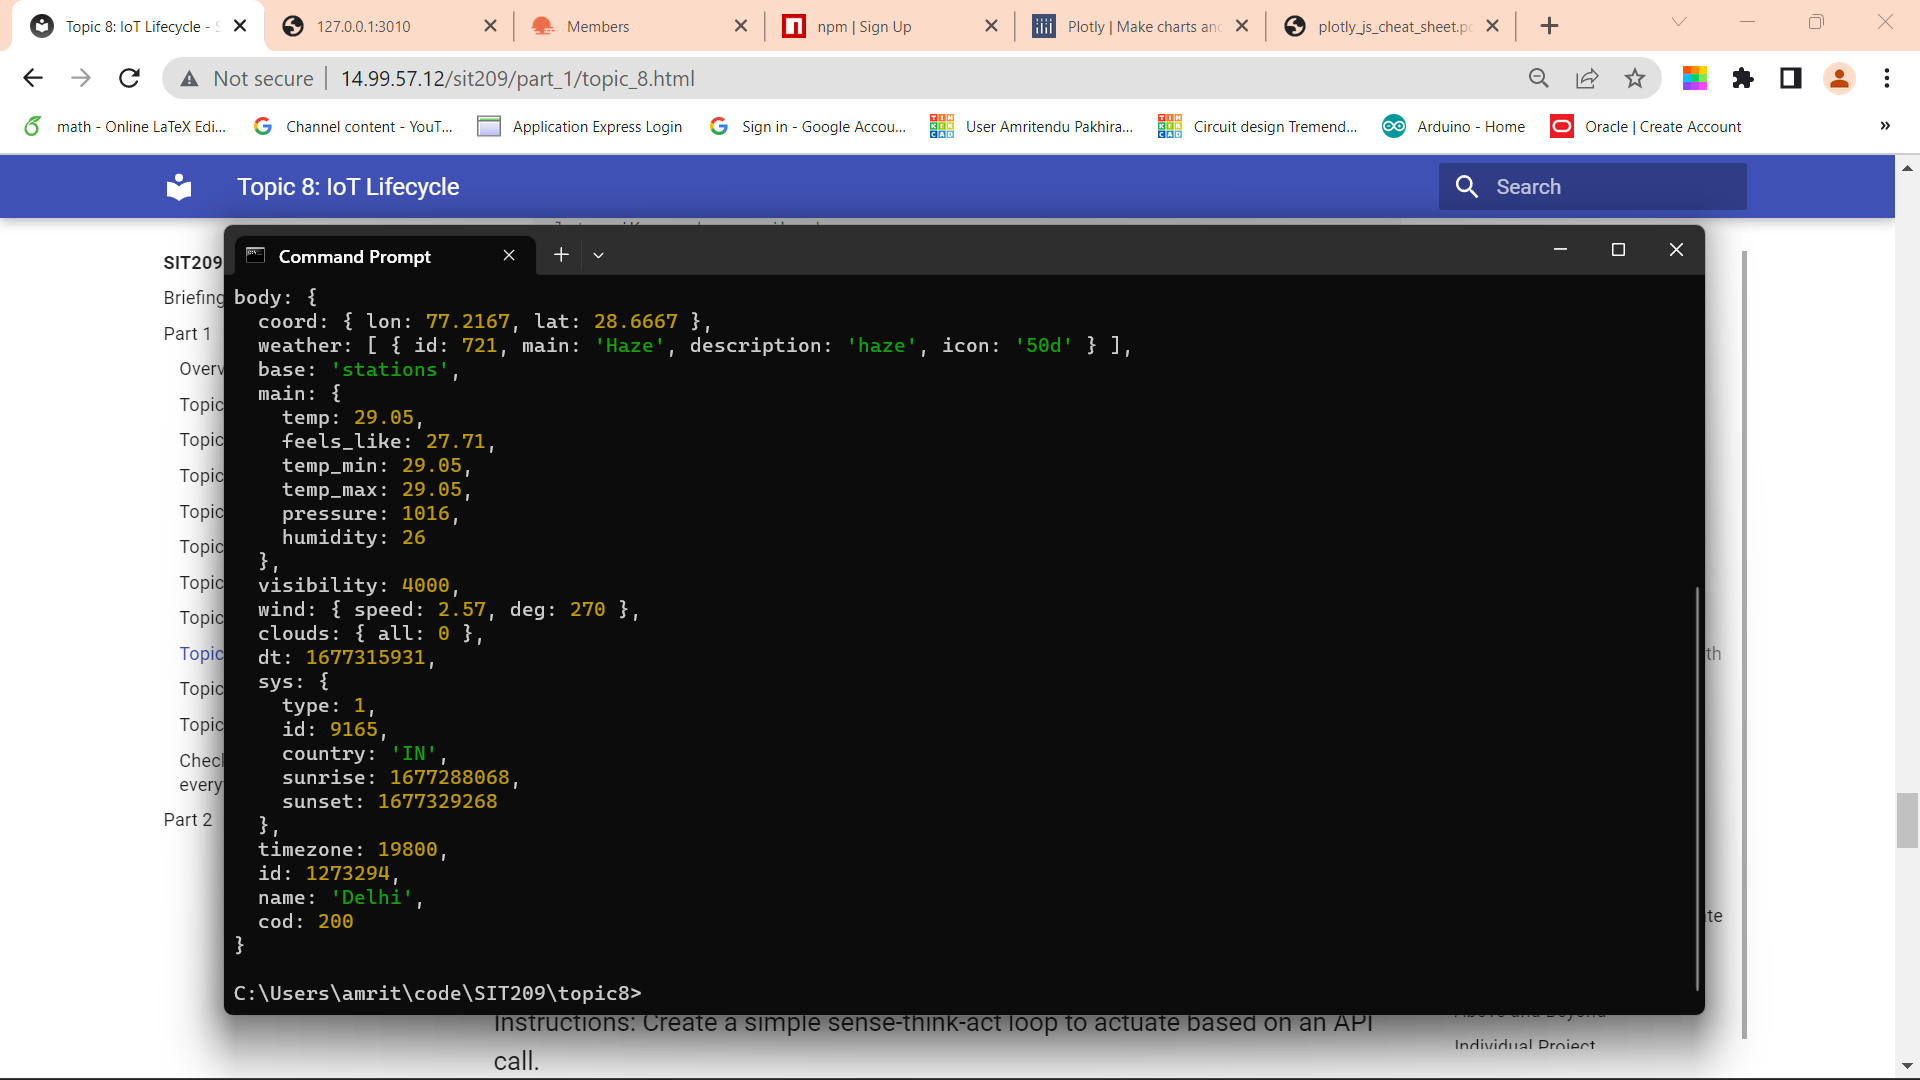 Topic 8: IoT Lifecycle - S
127.0.0.1:3010
Members
npm | Sign Up
Plotly | Make charts and
plotly_js_cheat_sheet.pd
Not secure
14.99.57.12/sit209/part_1/topic_8.html
math - Online LaTeX Edi...
Channel content - YouT...
Application Express Login
Sign in - Google Accou...
User Amritendu Pakhira...
Circuit design Tremend...
Arduino - Home
Oracle | Create Account
»
Topic 8: IoT Lifecycle
Search
SIT209
Briefing
Part 1
Overv
Topic
Topic
Topic
Topic
Topic
Topic
Topic
Topic
Topic
Topic
Check
every
Part 2
Command Prompt
body: {
coord: { lon: 77.2167, lat: 28.6667 },
weather: [ { id: 721, main: 'Haze', description: 'haze', icon: '50d' } ],
base: 'stations',
main: {
temp: 29.05,
feels_like: 27.71,
temp_min: 29.05,
temp_max: 29.05,
pressure: 1016,
humidity: 26
},
visibility: 4000,
wind: { speed: 2.57, deg: 270 },
clouds: { all: 0 },
dt: 1677315931,
sys: {
type: 1,
id: 9165,
country: 'IN',
sunrise: 1677288068,
sunset: 1677329268
},
timezone: 19800,
id: 1273294,
name: 'Delhi',
cod: 200
}
C:\Users\amrit\code\SIT209\topic8>
th
te
Instructions: Create a simple sense-think-act loop to actuate based on an API
call.
Above and Beyond
Individual Project